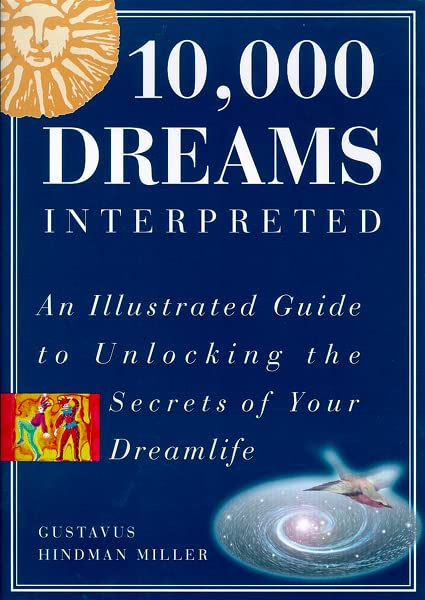 10,000
DREAMS
INTERPRETED
An Illustrated Guide
to Unlocking the
Secrets of Your
Dreamlife
GUSTAVUS
HINDMAN MILLER